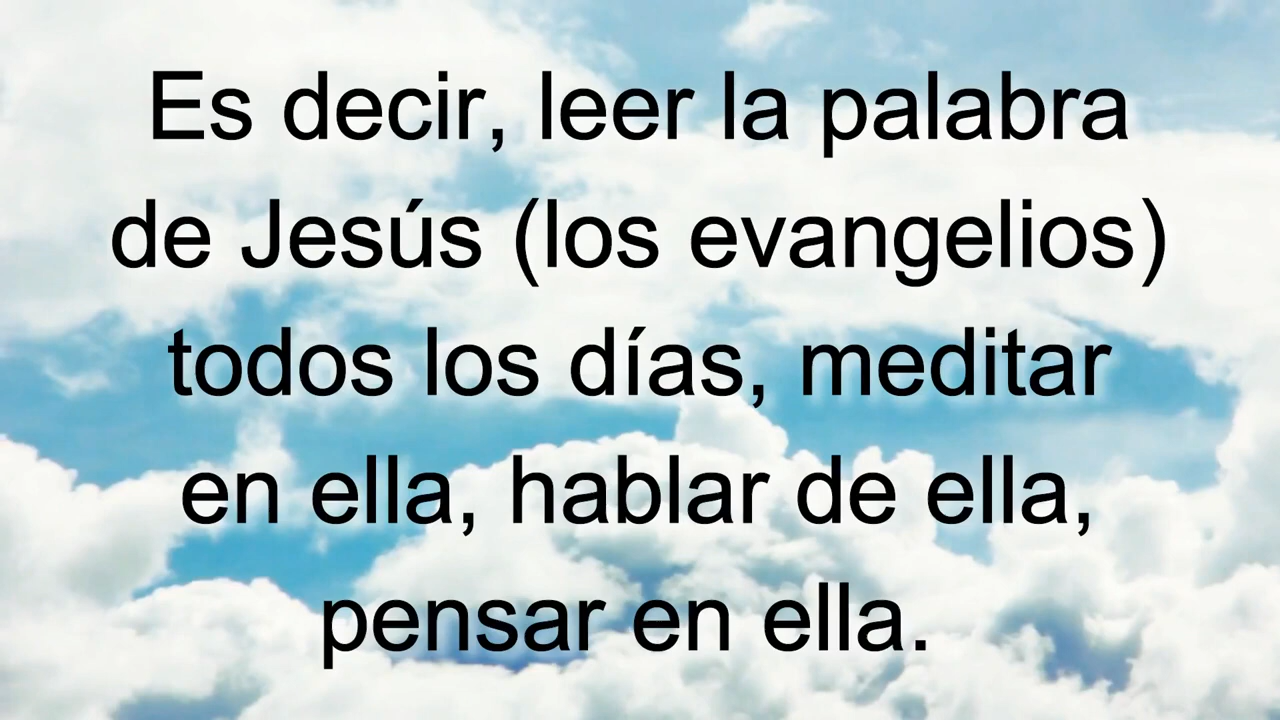 Es decir, leer la palabra
de Jesús (los evangelios)
todos los días, meditar
en ella, hablar de ella,
pensar en ella.